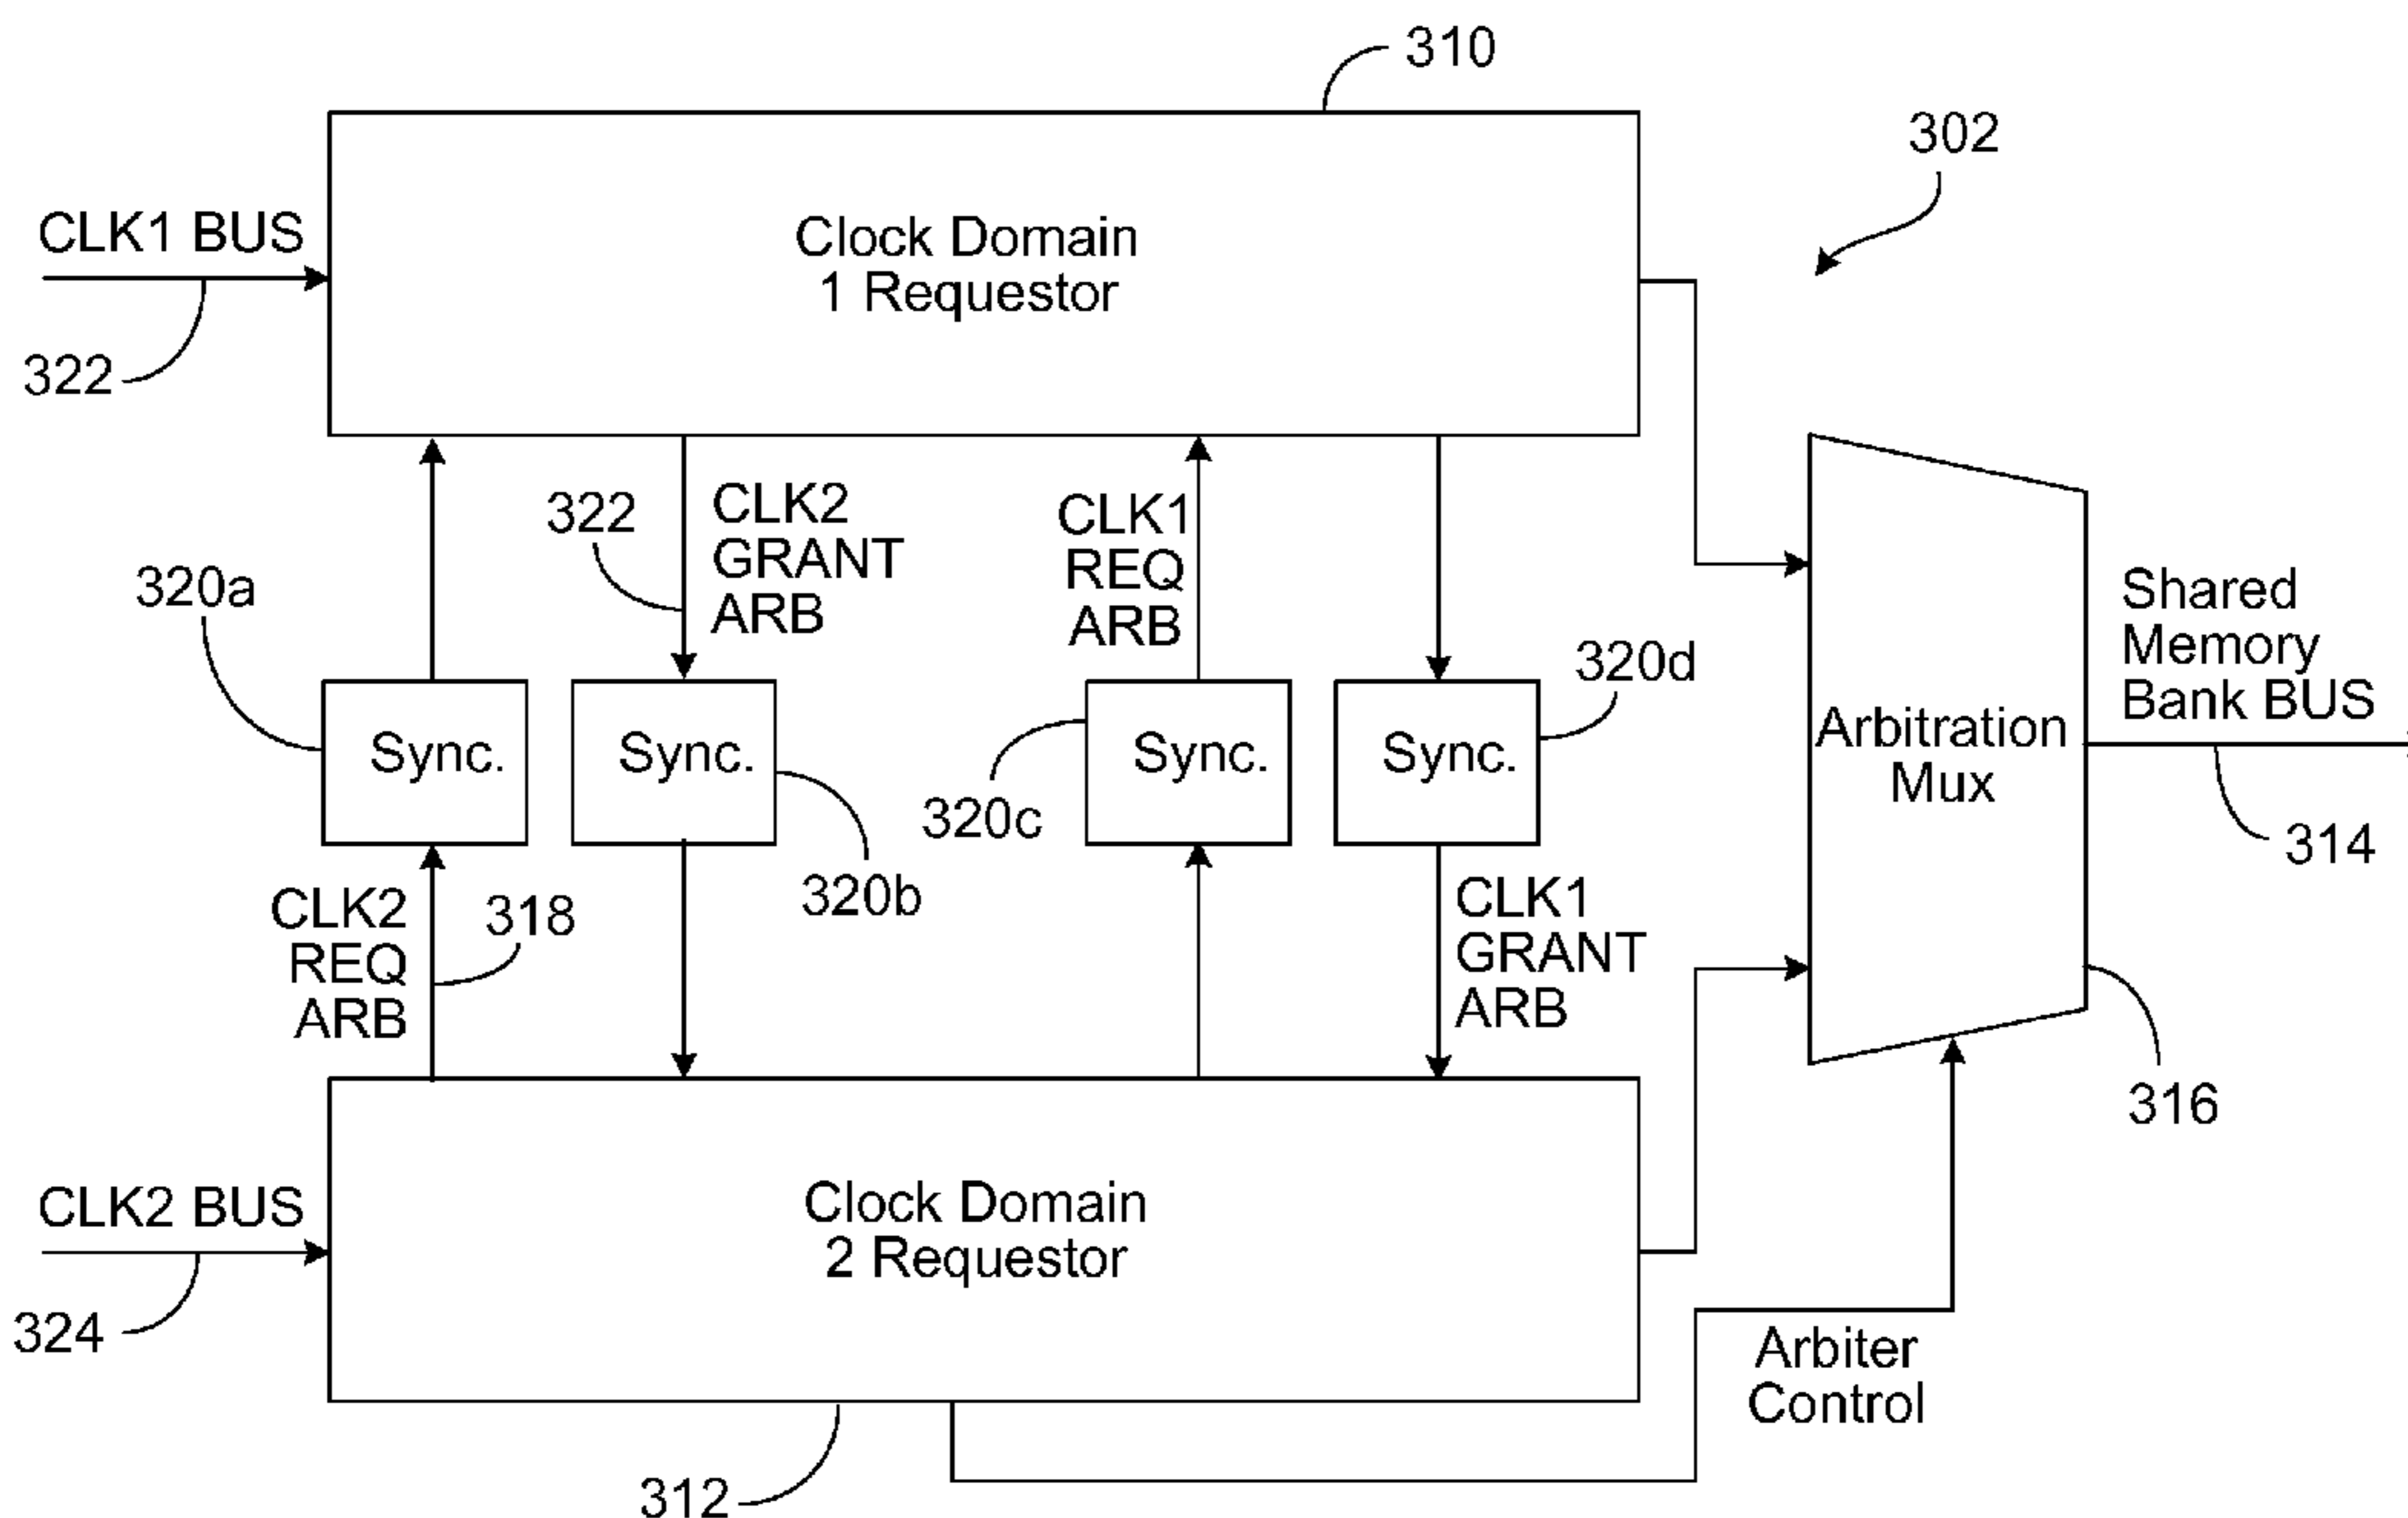 310
302
CLK1 BUS
322
Clock Domain
1 Requestor
322
CLK2
GRANT
ARB
CLK1
REQ
ARB
320a
320d
Sync.
Sync.
Sync.
Sync.
320b
320c
Arbitration
Mux
Shared
Memory
Bank BUS
314
316
CLK2
REQ
ARB
318
CLK1
GRANT
ARB
CLK2 BUS
324
Clock Domain
2 Requestor
Arbiter
Control
312